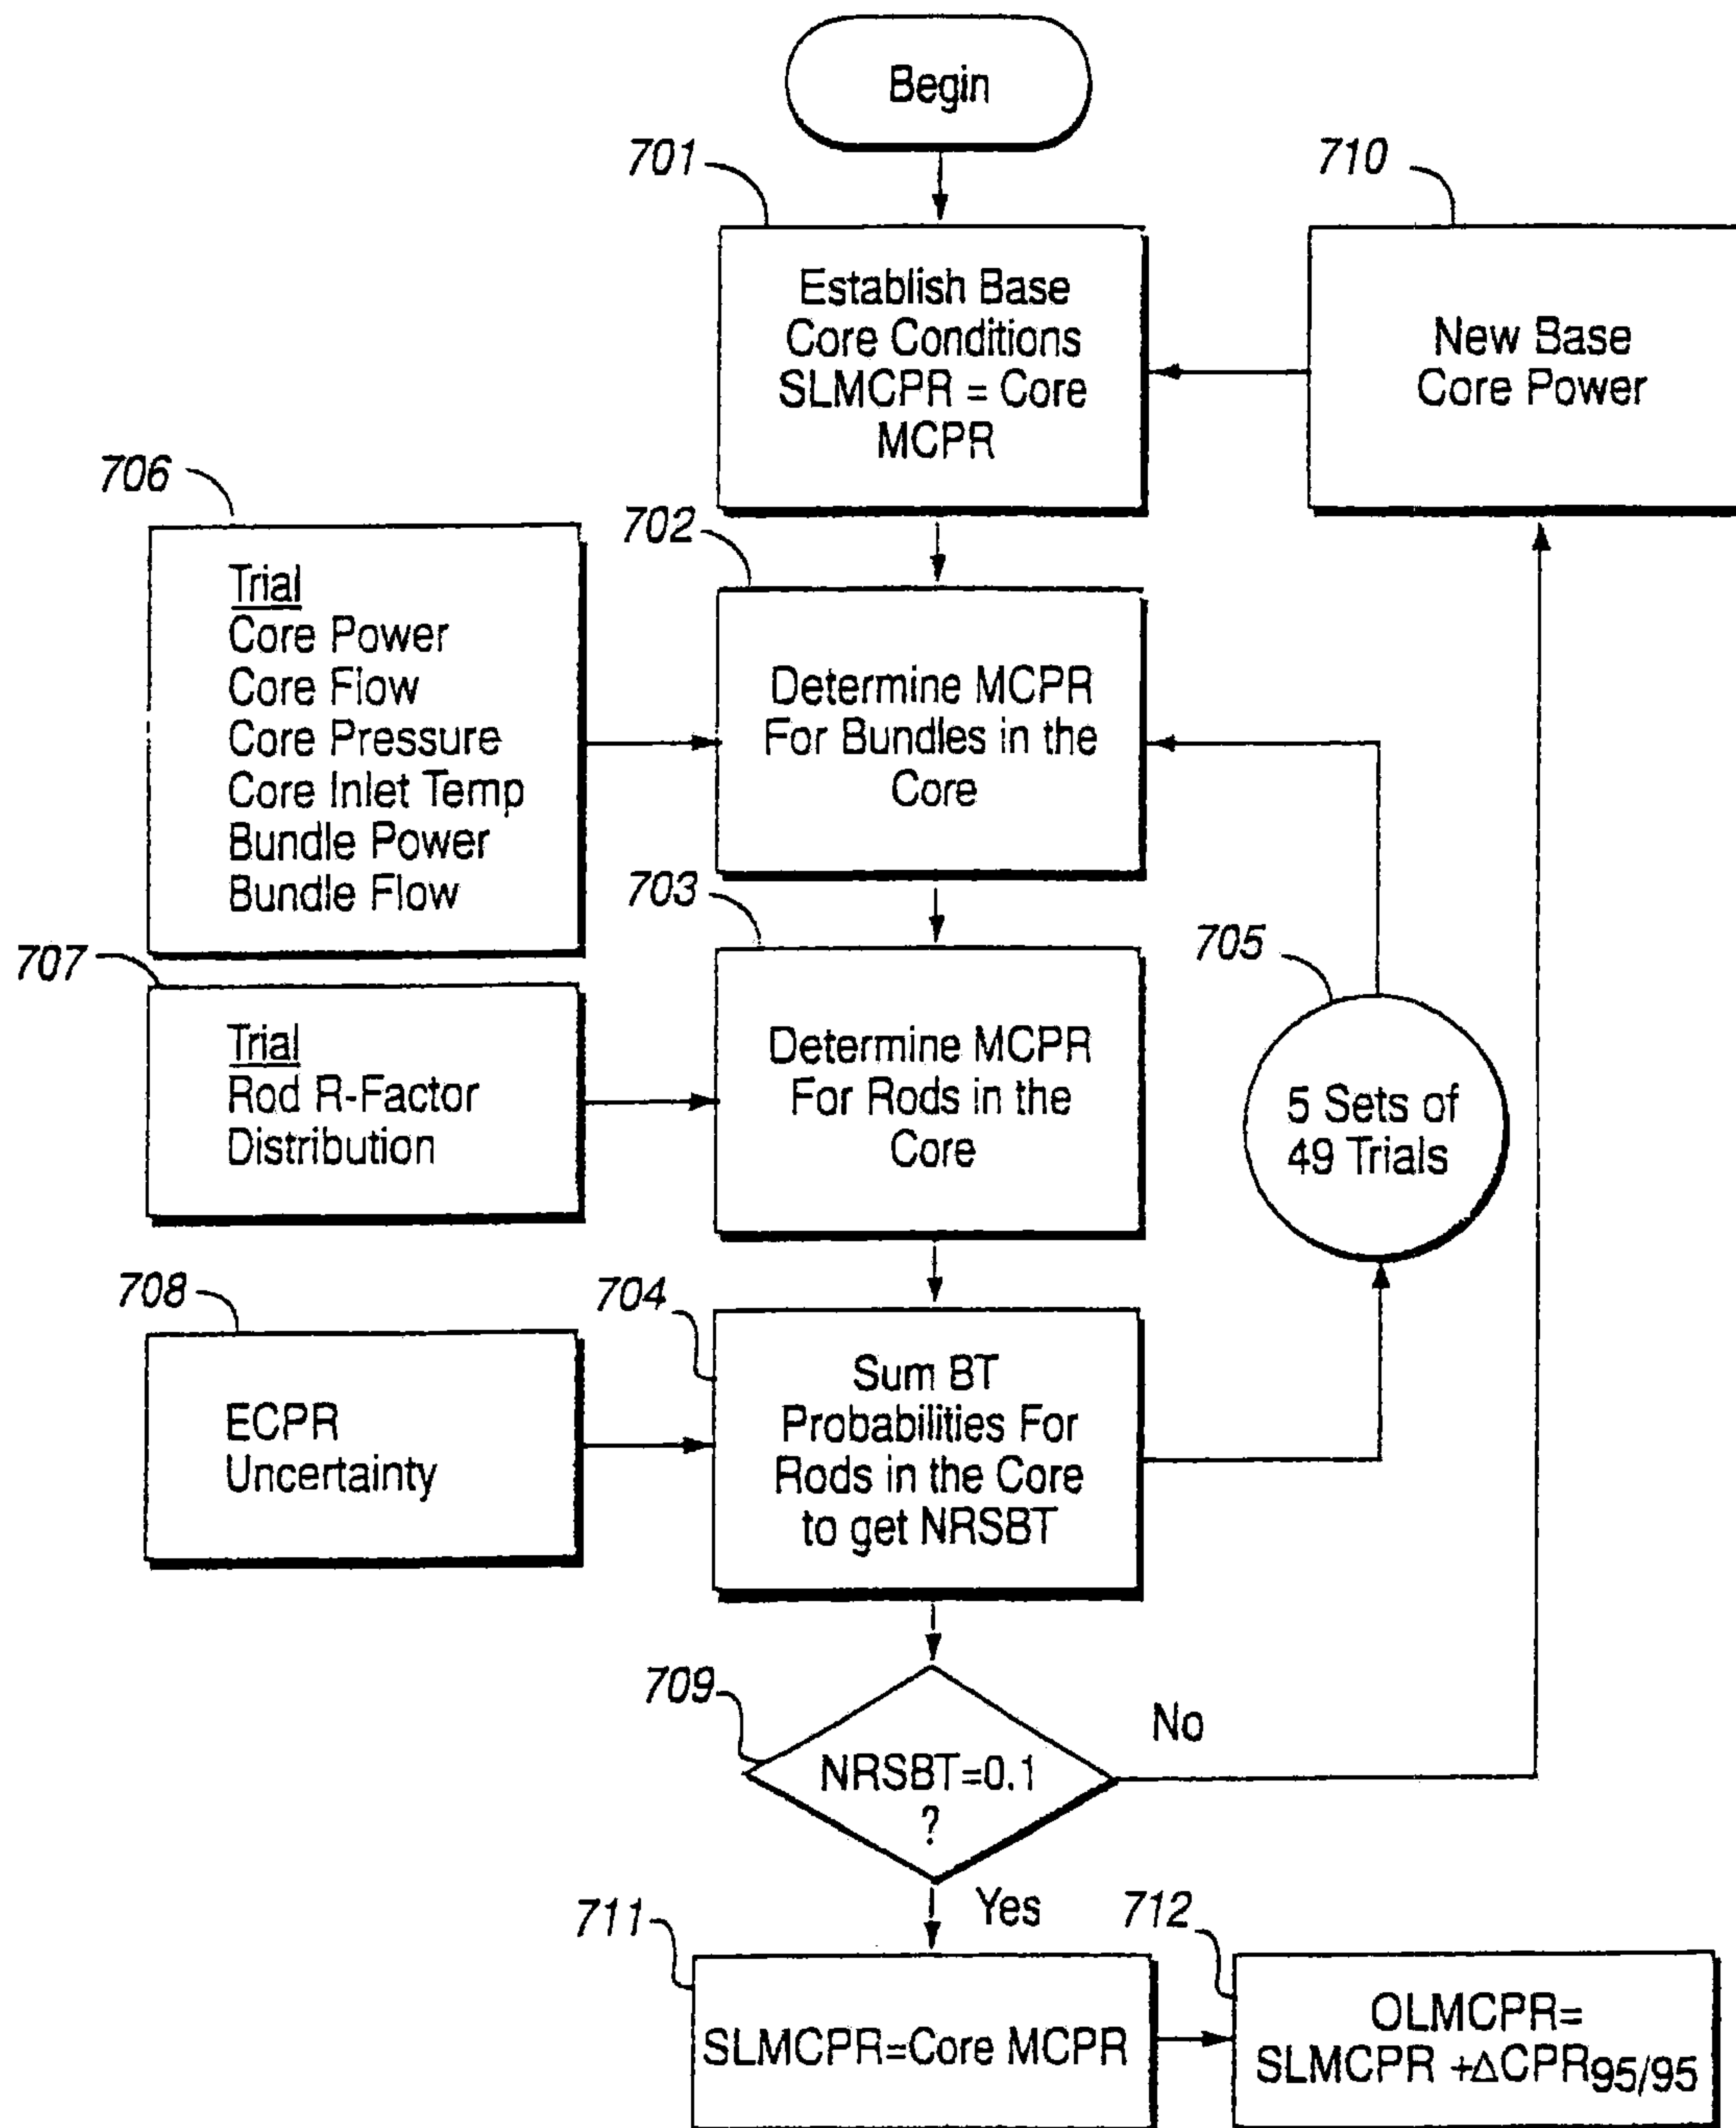 Begin
701
710
Establish Base
Core Conditions
SLMCPR = Core
MCPR
New Base
Core Power
706
702
Trial
Core Power
Core Flow
Core Pressure
Core Inlet Temp
Bundle Power
Bundle Flow
Determine MCPR
For Bundles in the
Core
703
707
705
Trial
Rod R-Factor
Distribution
Determine MCPR
For Rods in the
Core
5 Sets of
49 Trials
708
704
ECPR
Uncertainty
Sum BT
Probabilities For
Rods in the Core
to get NRSBT
709
No
NRSBT=0.1
?
Yes
711
712
SLMCPR=Core MCPR
OLMCPR=
SLMCPR +ΔCPR95/95